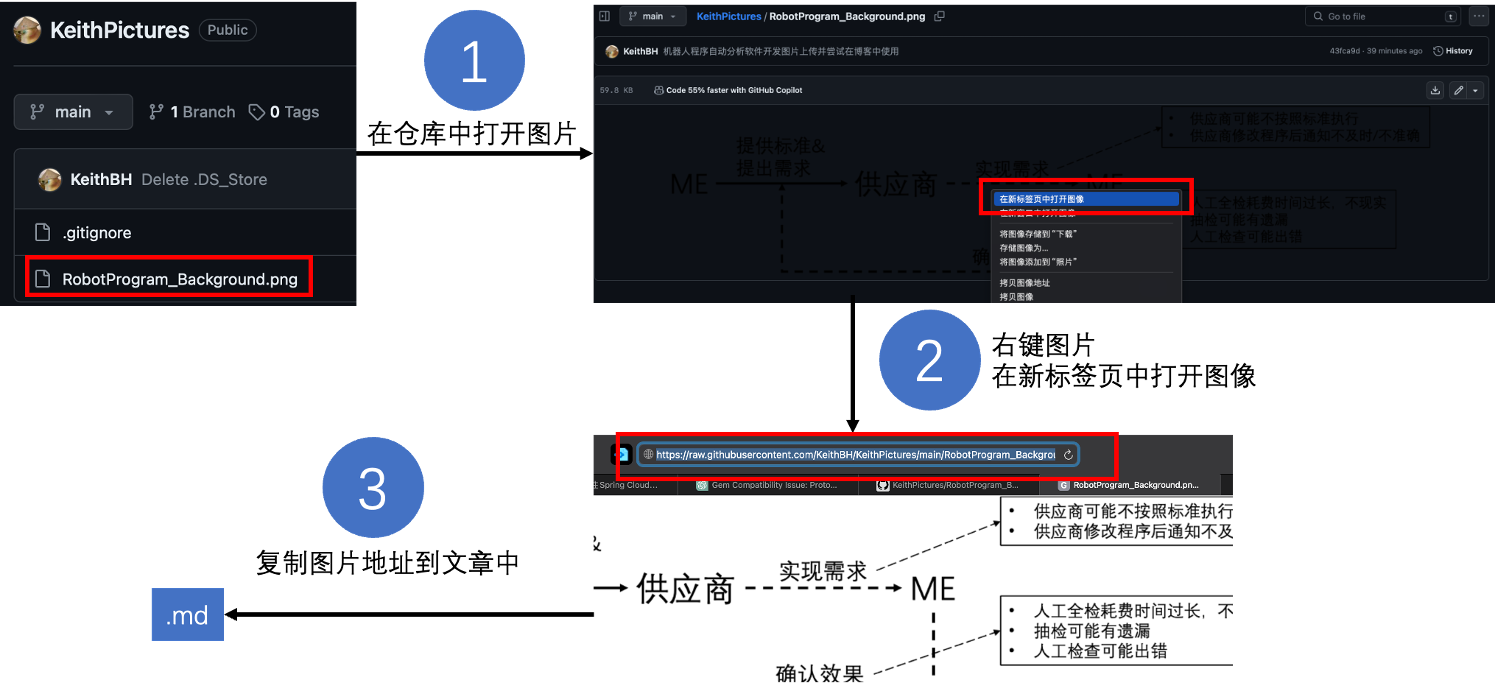 KeithPictures Public
main 1 Branch 0 Tags
KeithBH Delete .DS_Store
.gitignore
RobotProgram_Background.png
1
在仓库中打开图片
main KeithPictures / RobotProgram_Background.png Go to file t
KeithBH 机器人程序自动分析软件开发图片上传并尝试在博客中使用 43fca9d · 39 minutes ago History
59.8 KB Code 55% faster with GitHub Copilot
• 供应商可能不按照标准执行
• 供应商修改程序后通知不及时/不准确
提供标准&
提出需求
ME 供应商 实现需求 ME
在新标签页中打开图像
在新窗口中打开图像
将图像存储到“下载”
存储图像为...
将图像添加到“照片”
拷贝图像地址
拷贝图像
人工全检耗费时间过长，不现实
抽检可能有遗漏
人工检查可能出错
确
2
右键图片
在新标签页中打开图像
https://raw.githubusercontent.com/KeithBH/KeithPictures/main/RobotProgram_Backgrou
Spring Cloud... Gem Compatibility Issue: Proto... KeithPictures/RobotProgram_B... G RobotProgram_Background.pn...
• 供应商可能不按照标准执行
• 供应商修改程序后通知不及
&
供应商 实现需求 ME
• 人工全检耗费时间过长，不
• 抽检可能有遗漏
• 人工检查可能出错
确认效果
3
复制图片地址到文章中
.md